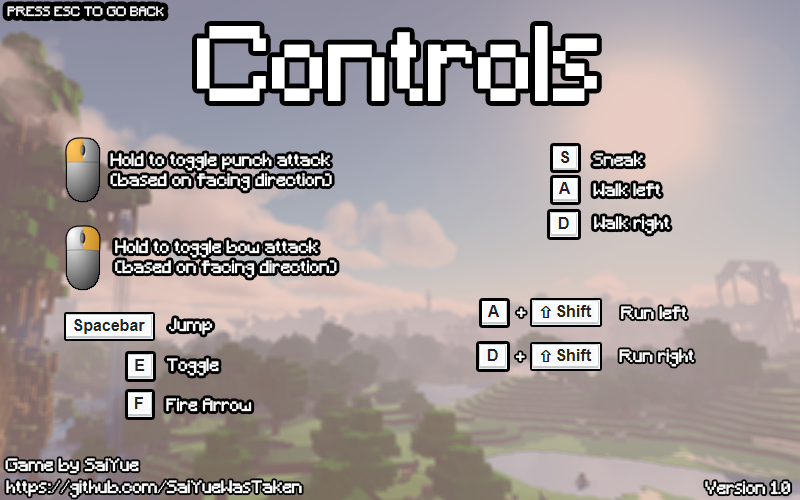 PRESS ESC TO GO BACK
Controls
Hold to toggle punch attack
(based on facing direction)
Hold to toggle bow attack
(based on facing direction)
Spacebar Jump
E Toggle
F Fire Arrow
S Sneak
A Walk left
D Walk right
A + ⇧ Shift Run left
D + ⇧ Shift Run right
Game by SaiYue
https://github.com/SaiYueWasTaken
Version 1.0